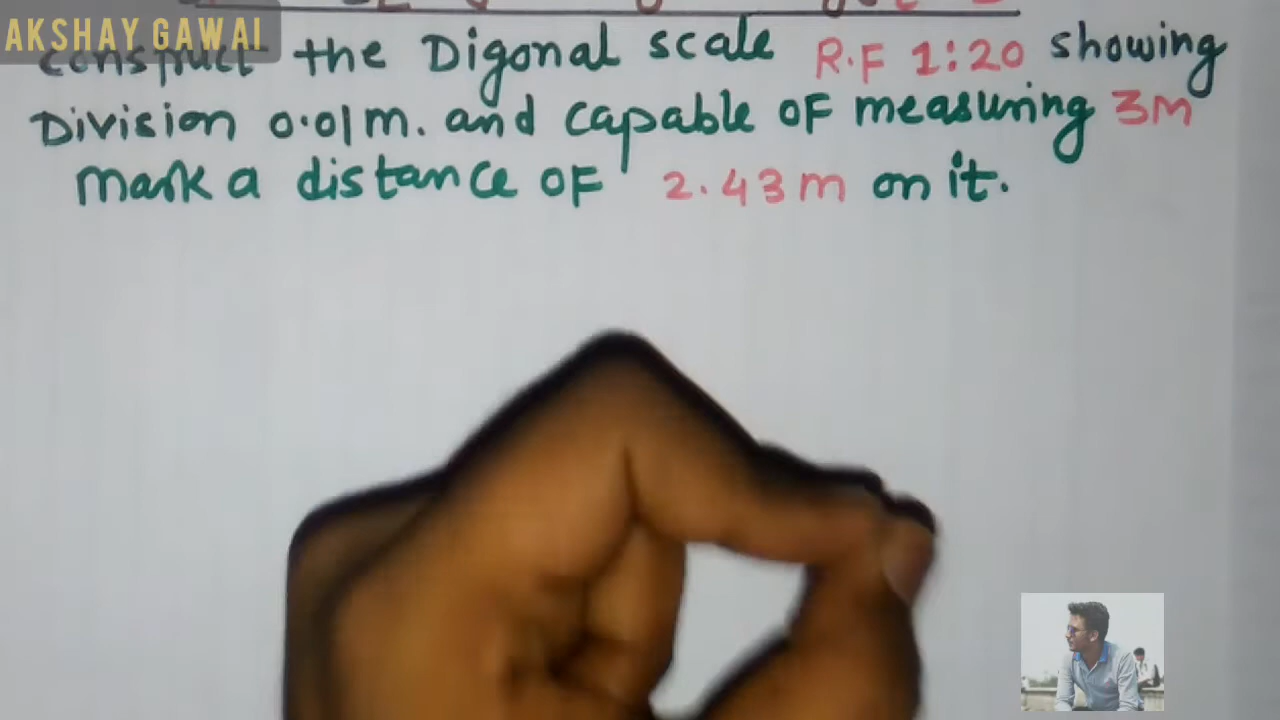 AKSHAY GAWAI
construct the Digonal scale R.F 1:20 showing
Division 0.01m. and capable of measuring 3M
mark a distance of 2.43m on it.